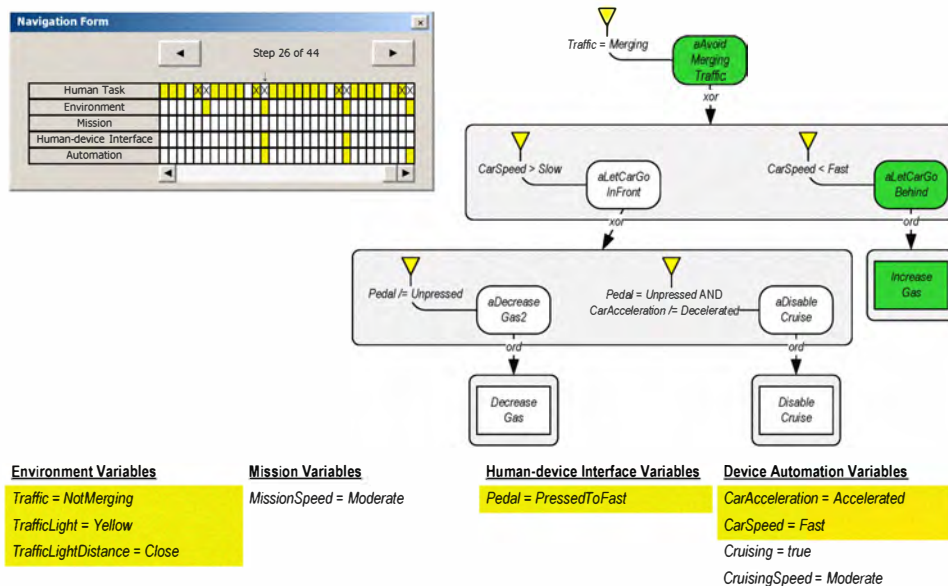 Navigation Form
Step 26 of 44
Human Task
Environment
Mission
Human-device Interface
Automation
X X X X X X X X
Traffic = Merging
aAvoid
Merging
Traffic
xor
CarSpeed > Slow
aLetCarGo
InFront
CarSpeed < Fast
aLetCarGo
Behind
xor
ord
Increase
Gas
Pedal /= Unpressed
aDecrease
Gas2
Pedal = Unpressed AND
CarAcceleration /= Decelerated
aDisable
Cruise
ord
ord
Decrease
Gas
Disable
Cruise
Environment Variables
Traffic = NotMerging
TrafficLight = Yellow
TrafficLightDistance = Close
Mission Variables
MissionSpeed = Moderate
Human-device Interface Variables
Pedal = PressedToFast
Device Automation Variables
CarAcceleration = Accelerated
CarSpeed = Fast
Cruising = true
CruisingSpeed = Moderate